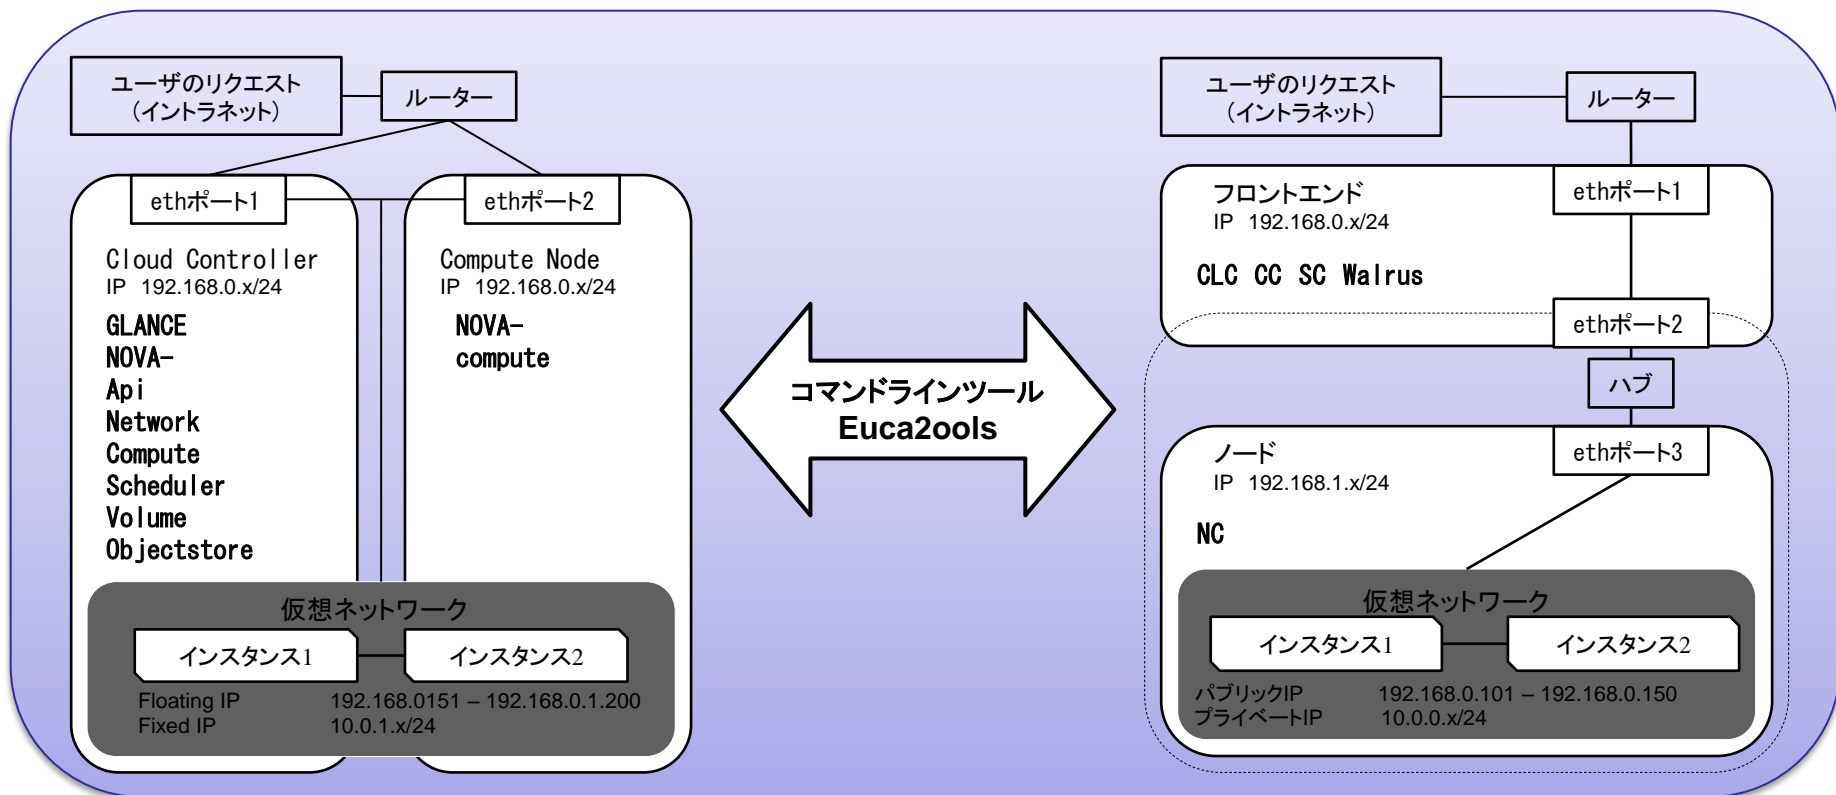 ユーザのリクエスト
（イントラネット）
ルーター
ethポート1
ethポート2
Cloud Controller
IP 192.168.0.x/24
GLANCE
NOVA-
Api
Network
Compute
Scheduler
Volume
Objectstore
Compute Node
IP 192.168.0.x/24
NOVA-
compute
仮想ネットワーク
インスタンス1
インスタンス2
Floating IP 192.168.0151 – 192.168.0.1.200
Fixed IP 10.0.1.x/24
コマンドラインツール
Euca2ools
ユーザのリクエスト
（イントラネット）
ルーター
ethポート1
フロントエンド
IP 192.168.0.x/24
CLC CC SC Walrus
ethポート2
ハブ
ethポート3
ノード
IP 192.168.1.x/24
NC
仮想ネットワーク
インスタンス1
インスタンス2
パブリックIP 192.168.0.101 – 192.168.0.150
プライベートIP 10.0.0.x/24